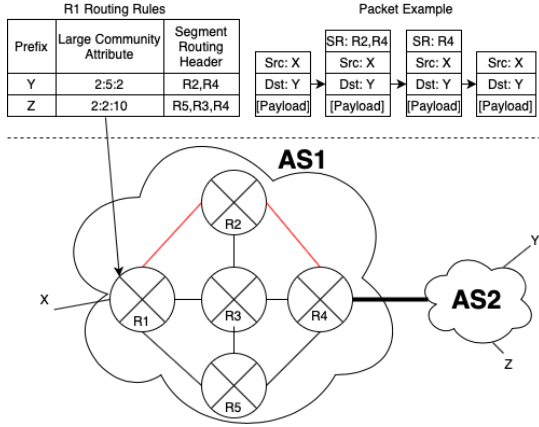 R1 Routing Rules
Prefix
Large Community
Attribute
Segment
Routing
Header
Y
2:5:2
R2,R4
Z
2:2:10
R5,R3,R4
Packet Example
Src: X
Dst: Y
[Payload]
SR: R2,R4
Src: X
Dst: Y
[Payload]
SR: R4
Src: X
Dst: Y
[Payload]
Src: X
Dst: Y
[Payload]
AS1
R2
X
R1
R3
R4
R5
AS2
Y
Z